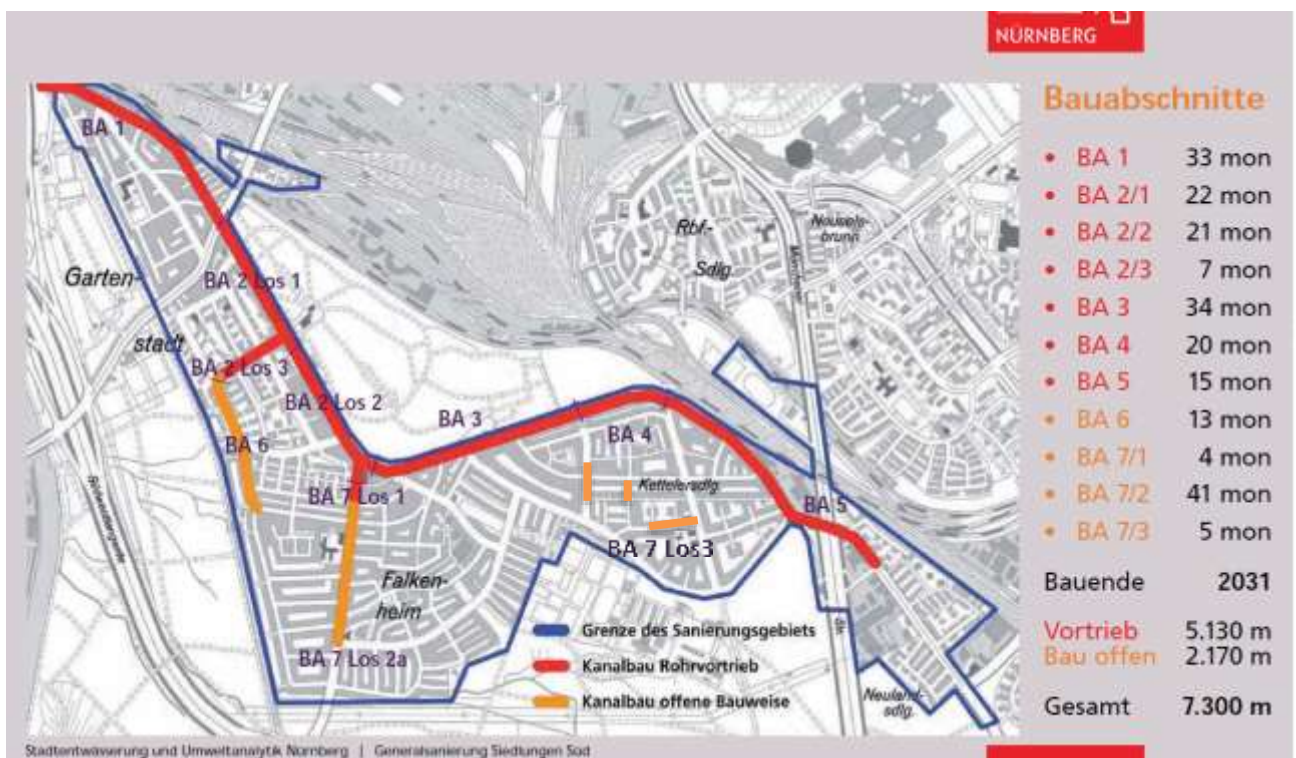 NÜRNBERG
Bauabschnitte
• BA 1 33 mon
• BA 2/1 22 mon
• BA 2/2 21 mon
• BA 2/3 7 mon
• BA 3 34 mon
• BA 4 20 mon
• BA 5 15 mon
• BA 6 13 mon
• BA 7/1 4 mon
• BA 7/2 41 mon
• BA 7/3 5 mon
Bauende 2031
Vortrieb 5.130 m
Bau offen 2.170 m
Gesamt 7.300 m
BA 1
Rbf.-
Sdlg.
Neusels-
brunn
Garten-
stadt
BA 2 Los 1
BA 2 Los 3
BA 2 Los 2
BA 3
BA 4
BA 6
Kettelersdlg.
BA 7 Los 1
BA 5
BA 7 Los3
Falken-
heim
BA 7 Los 2a
Neuland-
sdlg.
Grenze des Sanierungsgebiets
Kanalbau Rohrvortrieb
Kanalbau offene Bauweise
Stadtentwässerung und Umweltanalytik Nürnberg | Generalsanierung Siedlungen Süd